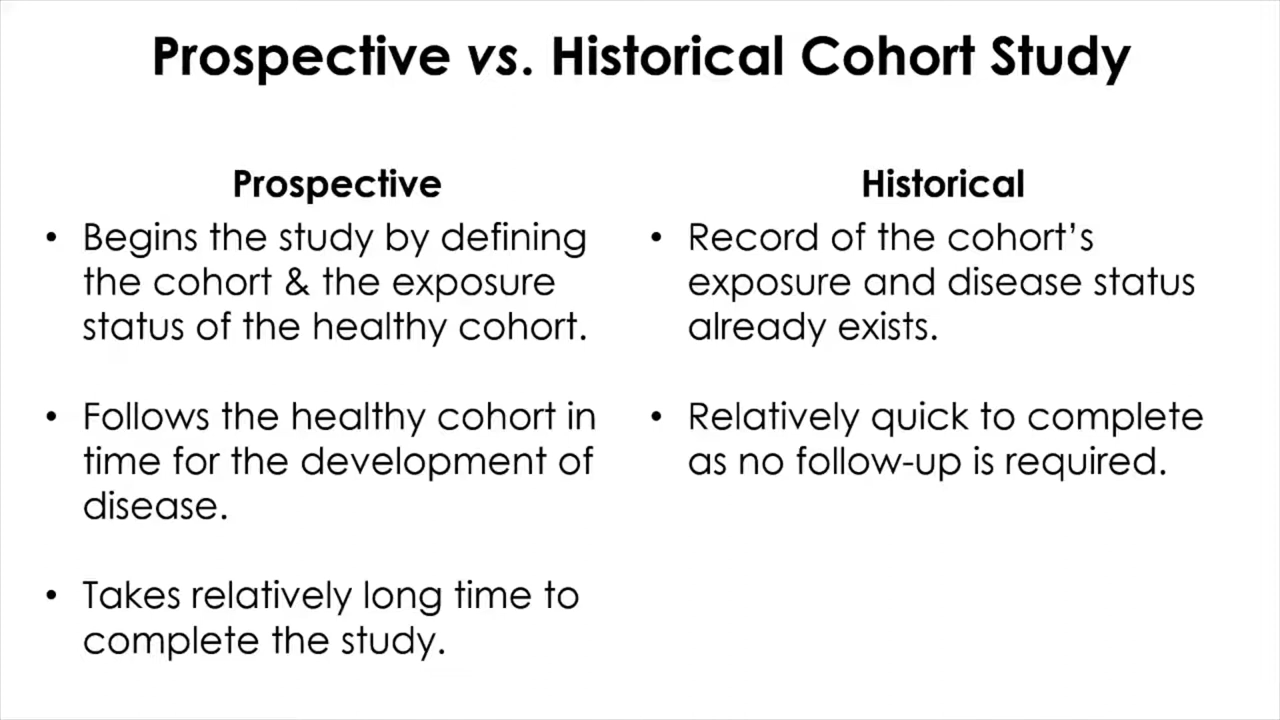 Prospective vs. Historical Cohort Study
Prospective
• Begins the study by defining
the cohort & the exposure
status of the healthy cohort.
• Follows the healthy cohort in
time for the development of
disease.
• Takes relatively long time to
complete the study.
Historical
• Record of the cohort’s
exposure and disease status
already exists.
• Relatively quick to complete
as no follow-up is required.